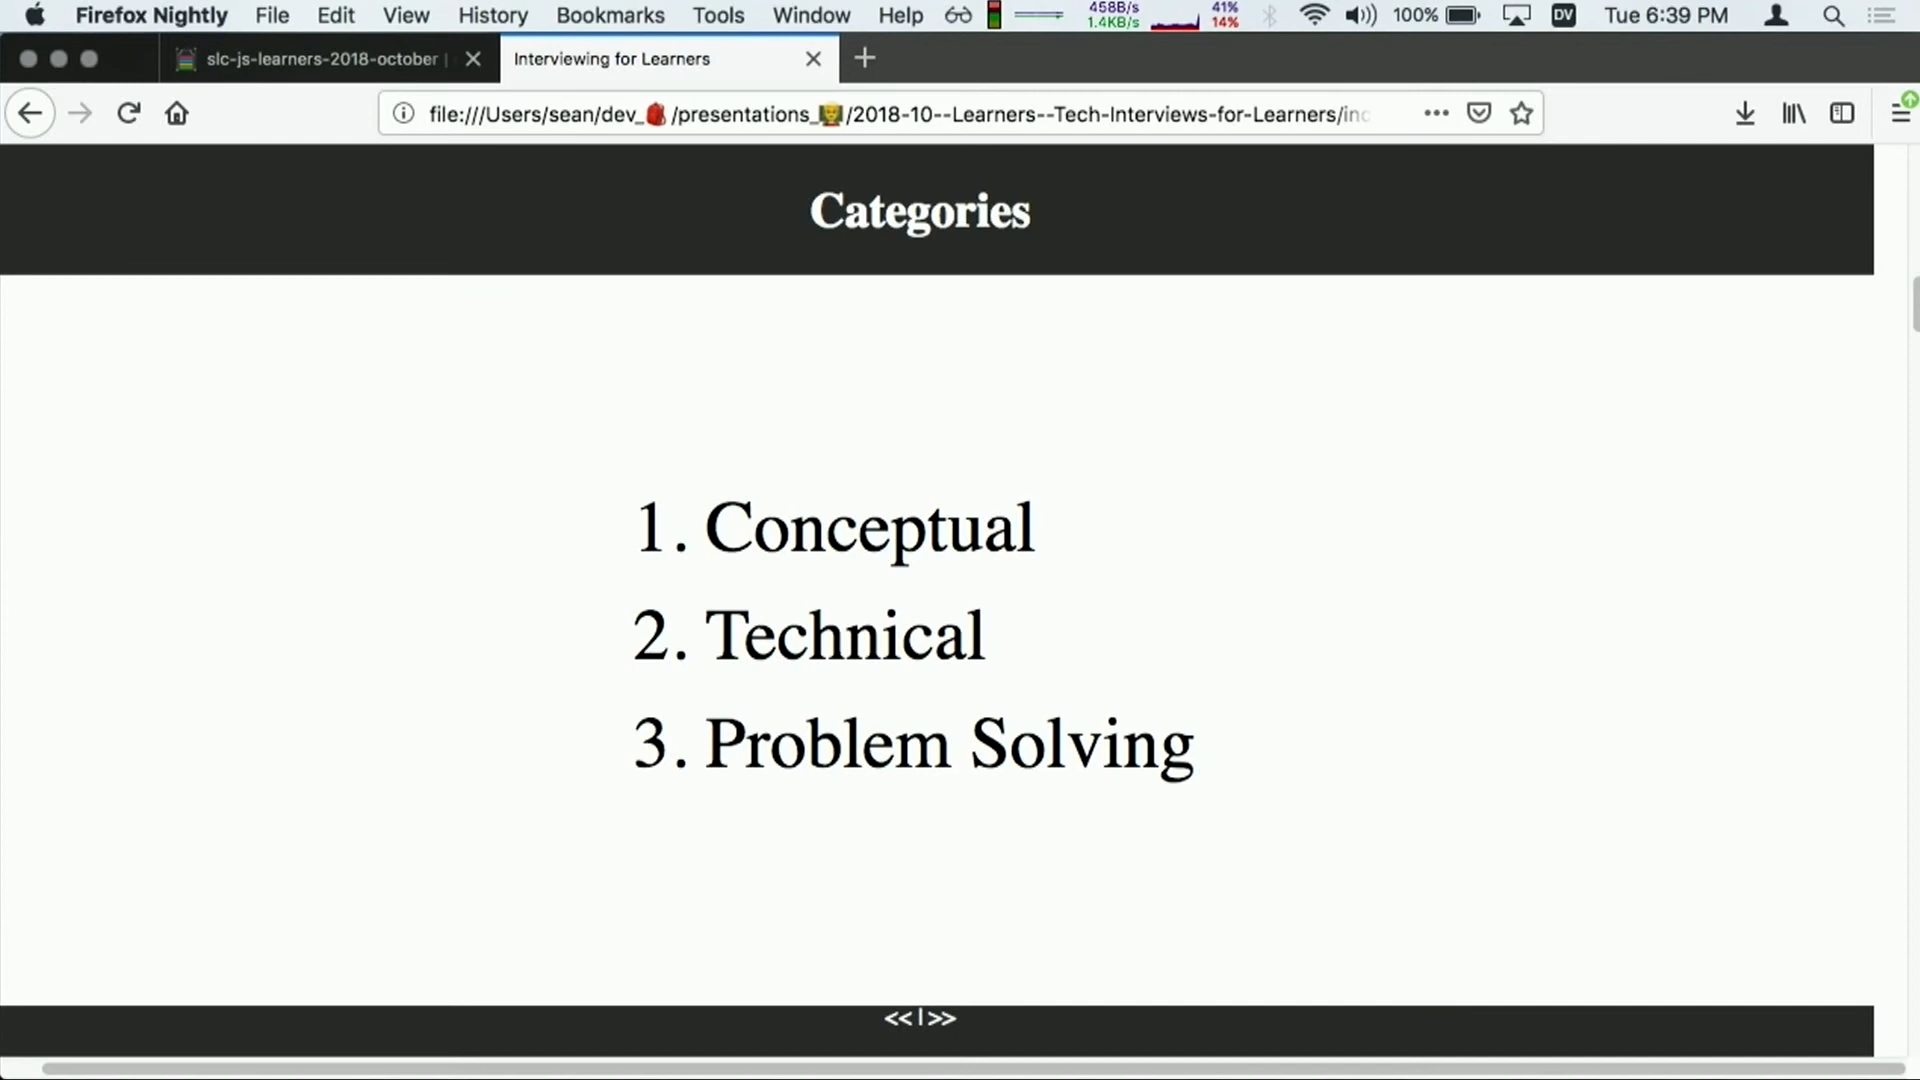 Firefox Nightly File Edit View History Bookmarks Tools Window Help 458B/s 1.4KB/s 41% 14% 100% DV Tue 6:39 PM
slc-js-learners-2018-october | Interviewing for Learners
file:///Users/sean/dev_🎒/presentations_👨‍🏫/2018-10--Learners--Tech-Interviews-for-Learners/ind
Categories
1. Conceptual
2. Technical
3. Problem Solving
<<|>>